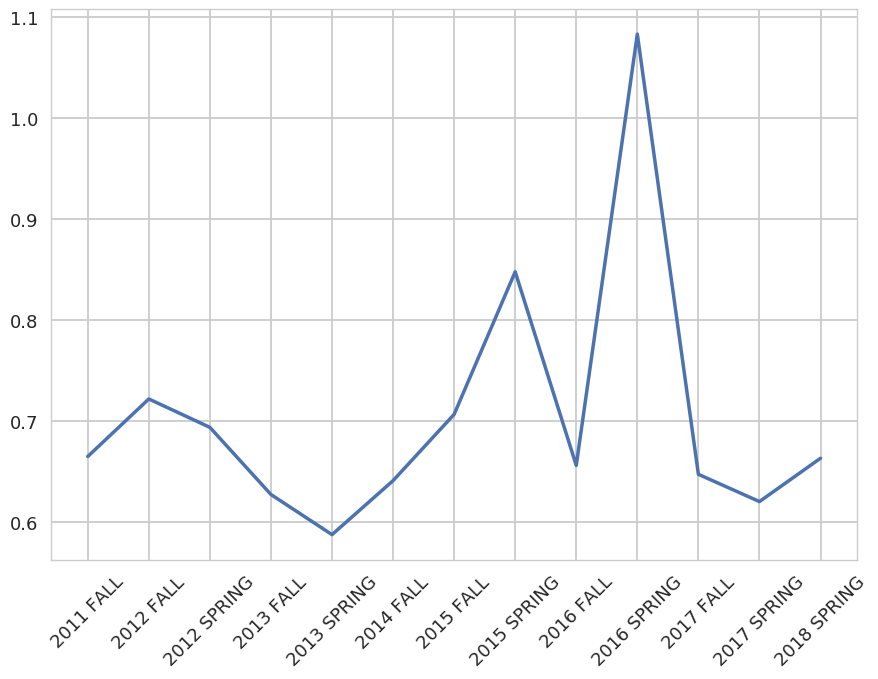 1.1
1.0
0.9
0.8
0.7
0.6
2011 FALL
2012 FALL
2012 SPRING
2013 FALL
2013 SPRING
2014 FALL
2015 FALL
2015 SPRING
2016 FALL
2016 SPRING
2017 FALL
2017 SPRING
2018 SPRING